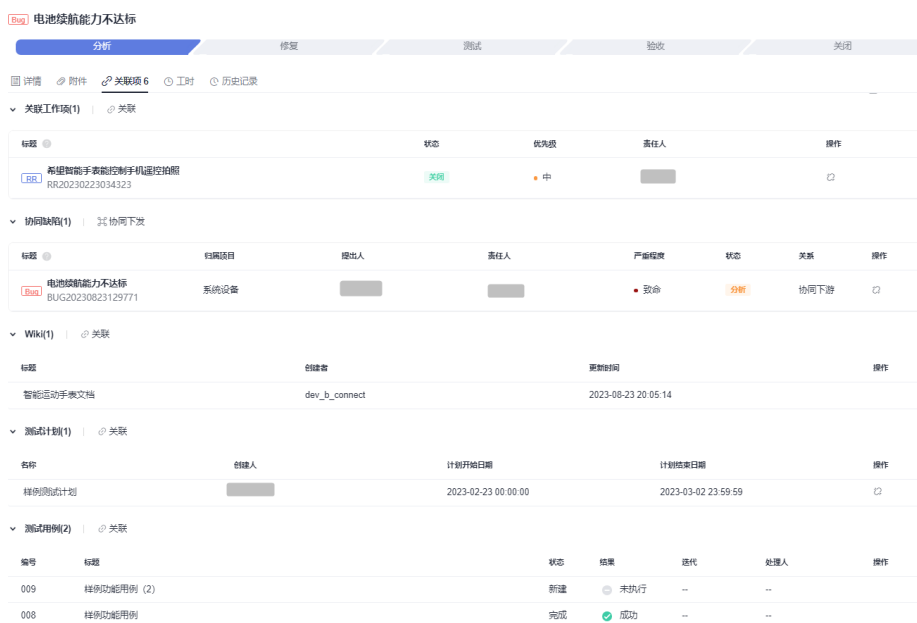 Bug 电池续航能力不达标
分析 修复 测试 验收 关闭
详情 附件 关联项 6 工时 历史记录
关联工作项(1) 关联
标题 状态 优先级 责任人 操作
RR 希望智能手表能控制手机遥控拍照 关闭 中
RR20230223034323
协同缺陷(1) 协同下发
标题 归属项目 提出人 责任人 严重程度 状态 关系 操作
Bug 电池续航能力不达标 系统设备 致命 分析 协同下游
BUG20230823129771
Wiki(1) 关联
标题 创建者 更新时间 操作
智能运动手表文档 dev_b_connect 2023-08-23 20:05:14
测试计划(1) 关联
名称 创建人 计划开始日期 计划结束日期 操作
样例测试计划 2023-02-23 00:00:00 2023-03-02 23:59:59
测试用例(2) 关联
编号 标题 状态 结果 迭代 处理人 操作
009 样例功能用例（2） 新建 未执行 -- --
008 样例功能用例 完成 成功 -- --